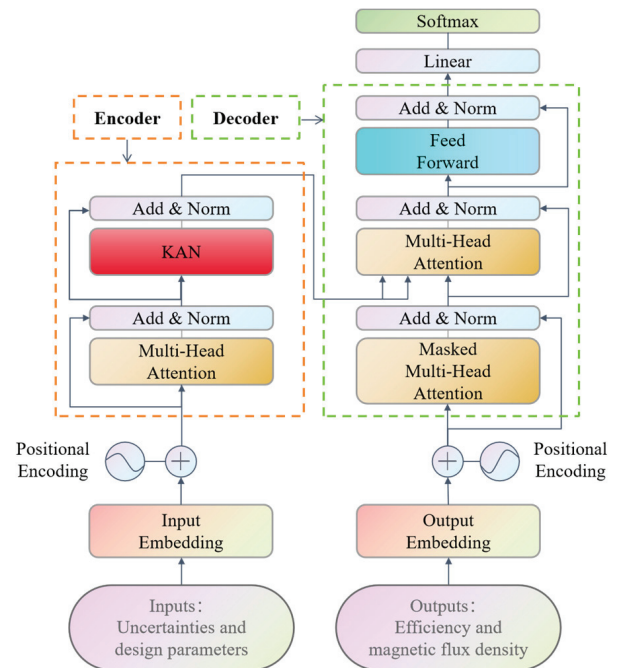 Softmax
Linear
Encoder
Decoder
Add & Norm
Feed
Forward
Add & Norm
KAN
Add & Norm
Multi-Head
Attention
Add & Norm
Multi-Head
Attention
Add & Norm
Masked
Multi-Head
Attention
Positional
Encoding
Positional
Encoding
Input
Embedding
Output
Embedding
Inputs:
Uncertainties and
design parameters
Outputs:
Efficiency and
magnetic flux density